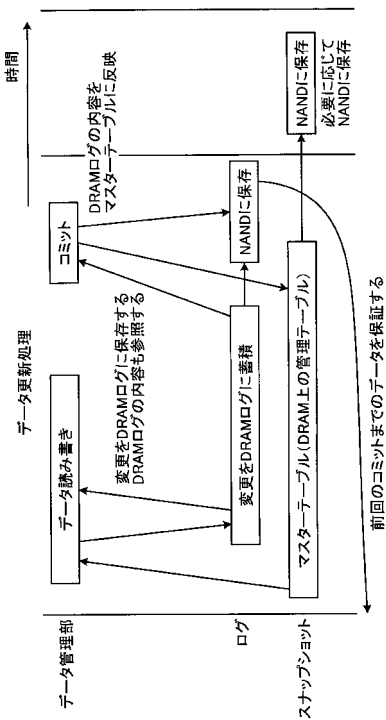 時間
データ更新処理
データ管理部
データ読み書き
コミット
DRAMログの内容を
マスターテーブルに反映
変更をDRAMログに保存する
DRAMログの内容も参照する
ログ
変更をDRAMログに蓄積
NANDに保存
スナップショット
マスターテーブル(DRAM上の管理テーブル)
NANDに保存
必要に応じて
NANDに保存
前回のコミットまでのデータを保証する